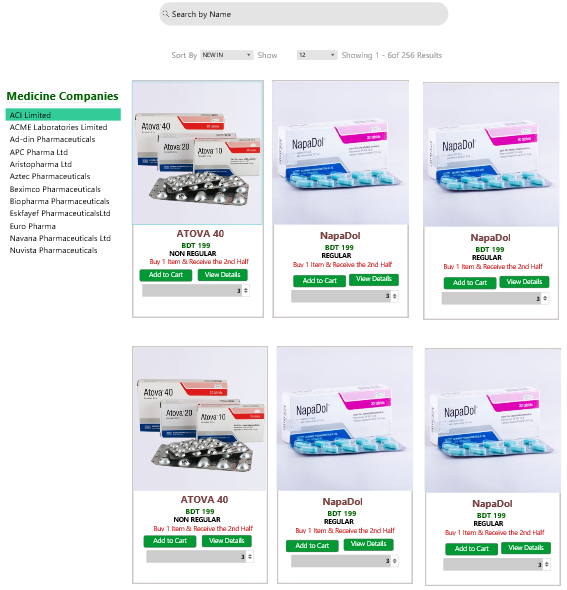 Search by Name
Sort By NEW IN Show 12 Showing 1 - 6of 256 Results
Medicine Companies
ACI Limited
ACME Laboratories Limited
Ad-din Pharmaceuticals
APC Pharma Ltd
Aristopharma Ltd
Aztec Pharmaceuticals
Beximco Pharmaceuticals
Biopharma Pharmaceuticals
Eskfayef PharmaceuticalsLtd
Euro Pharma
Navana Pharmaceuticals Ltd
Nuvista Pharmaceuticals
Atova 40
Atova 20
Atova 10
ATOVA 40
BDT 199
NON REGULAR
Buy 1 Item & Receive the 2nd Half
Add to Cart View Details
3
NapaDol
NapaDol
BDT 199
REGULAR
Buy 1 Item & Receive the 2nd Half
Add to Cart View Details
3
NapaDol
NapaDol
BDT 199
REGULAR
Buy 1 Item & Receive the 2nd Half
Add to Cart View Details
3
Atova 40
Atova 20
Atova 10
ATOVA 40
BDT 199
NON REGULAR
Buy 1 Item & Receive the 2nd Half
Add to Cart View Details
3
NapaDol
NapaDol
BDT 199
REGULAR
Buy 1 Item & Receive the 2nd Half
Add to Cart View Details
3
NapaDol
NapaDol
BDT 199
REGULAR
Buy 1 Item & Receive the 2nd Half
Add to Cart View Details
3